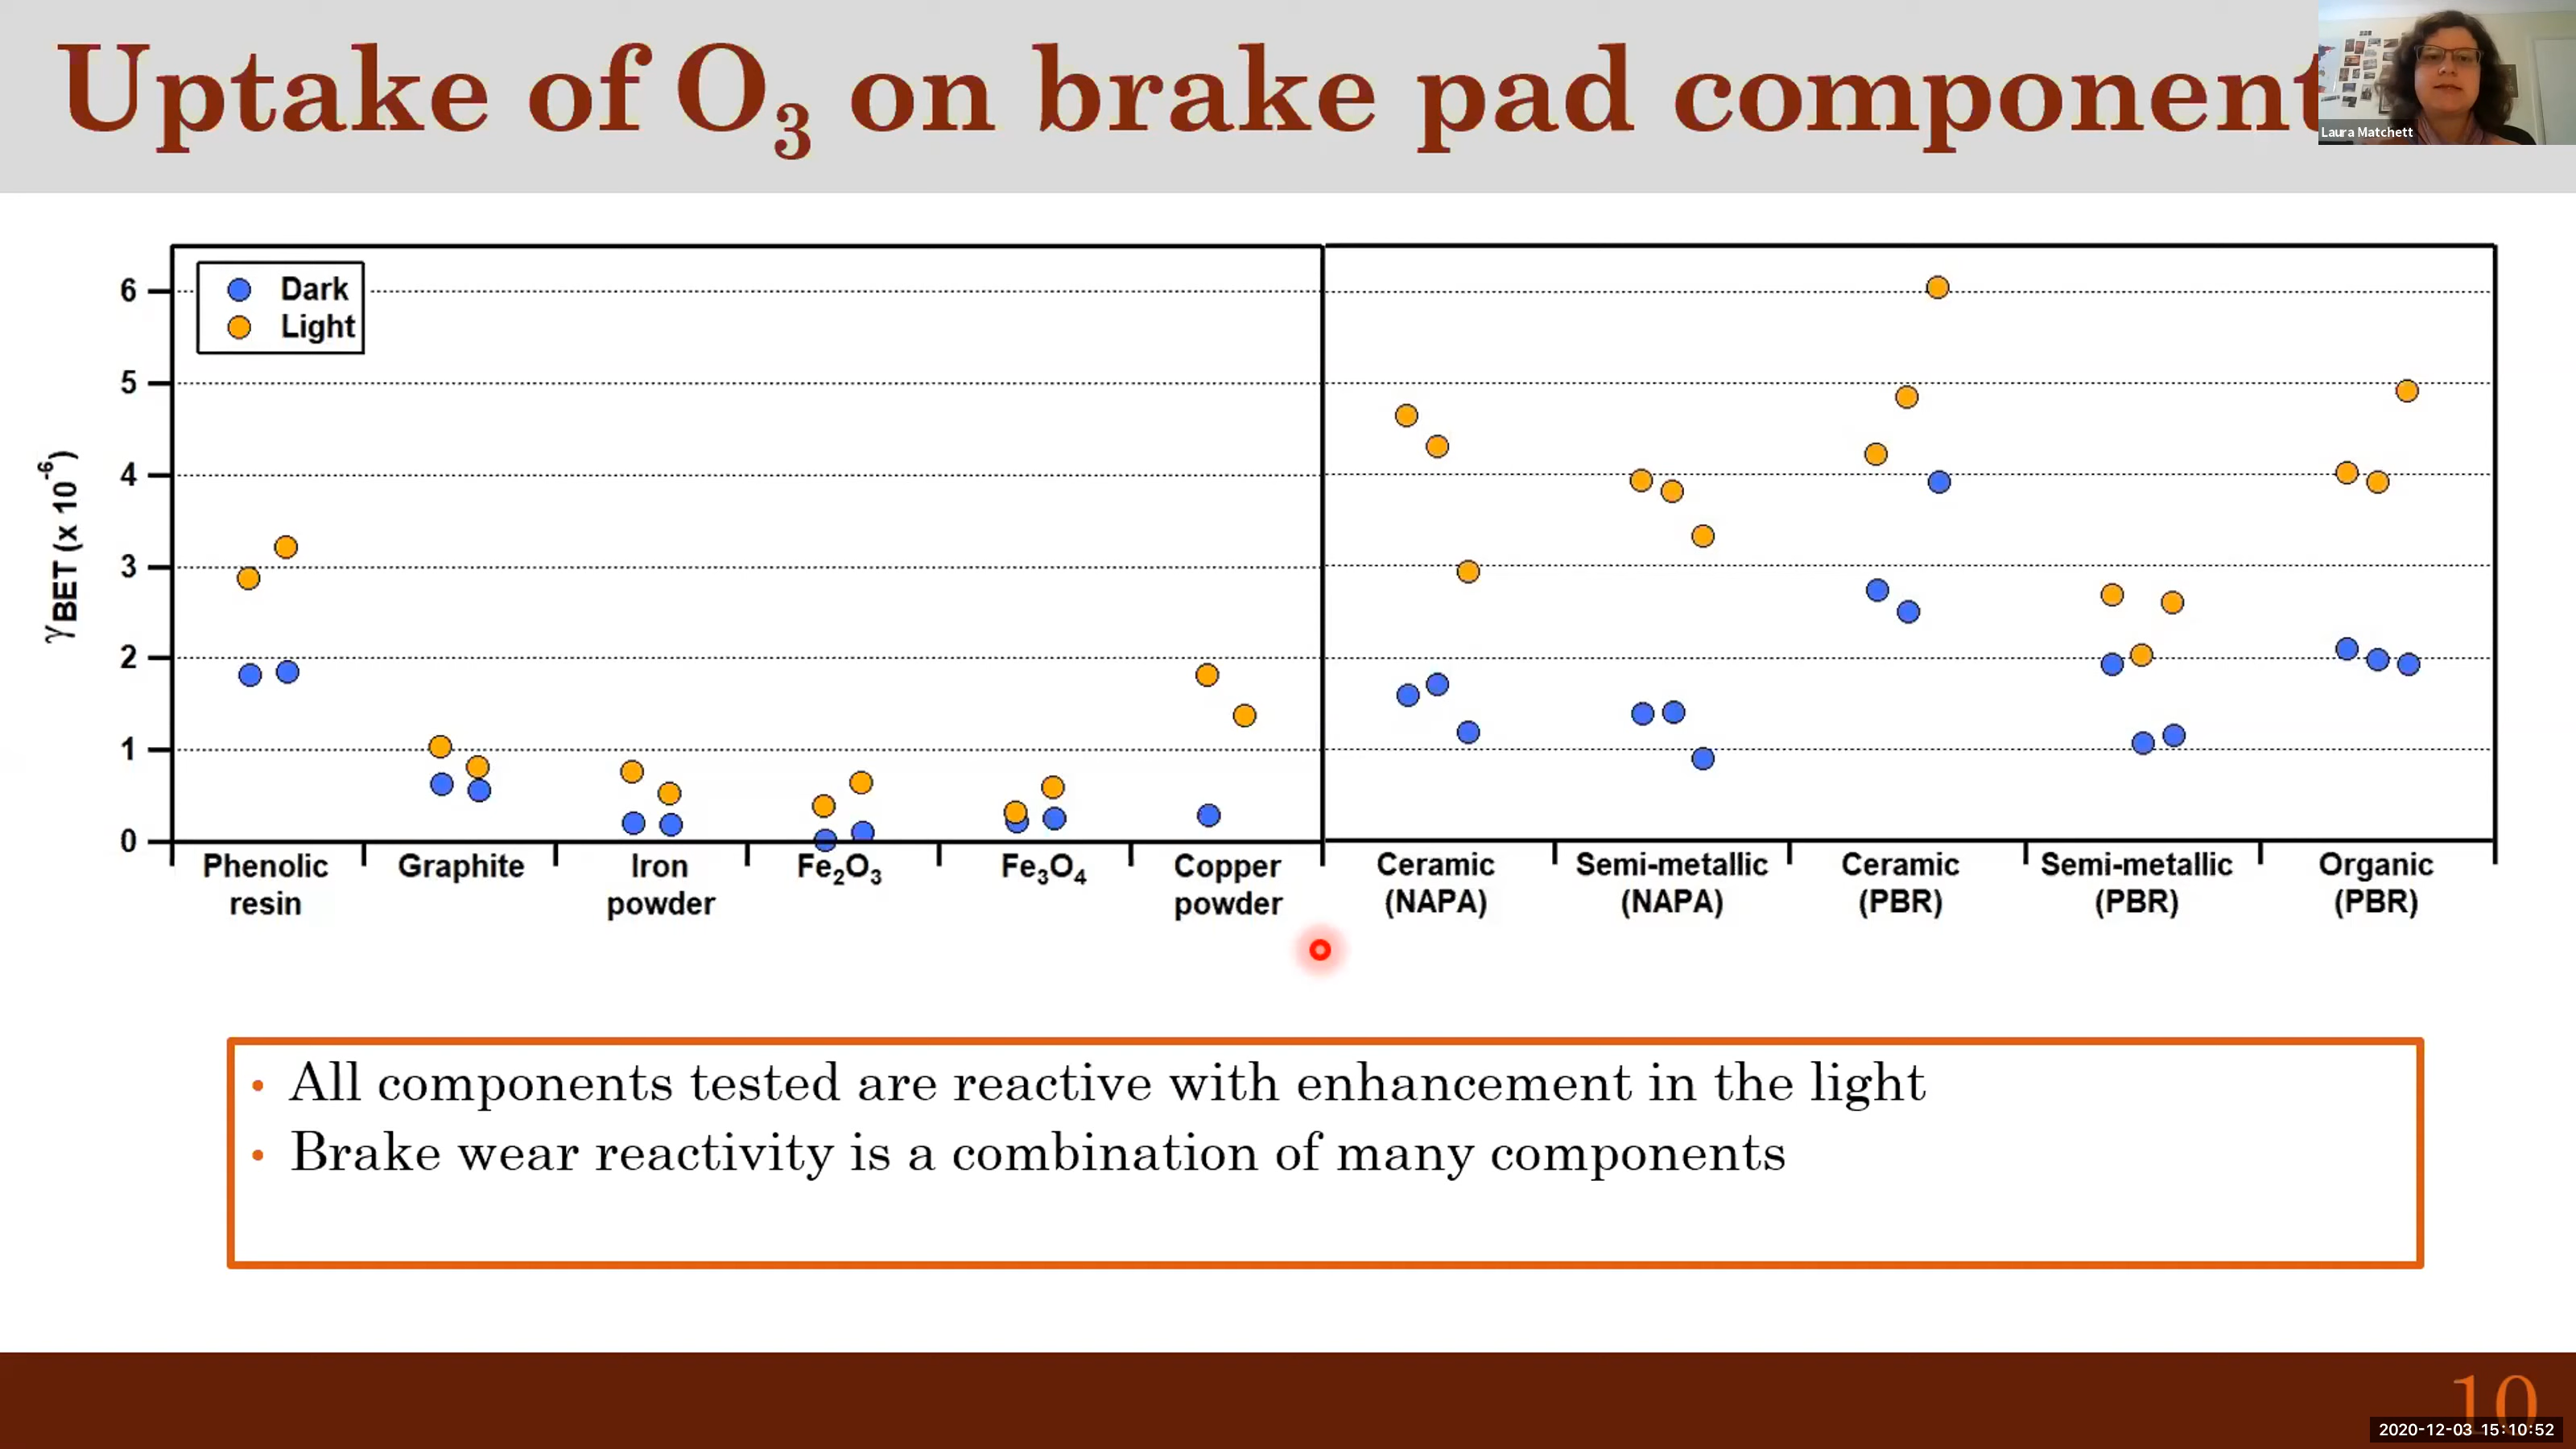 Uptake of O₃ on brake pad component
Laura Matchett
Dark
Light
γBET (x 10⁻⁶)
6
5
4
3
2
1
0
Phenolic resin
Graphite
Iron powder
Fe₂O₃
Fe₃O₄
Copper powder
Ceramic (NAPA)
Semi-metallic (NAPA)
Ceramic (PBR)
Semi-metallic (PBR)
Organic (PBR)
• All components tested are reactive with enhancement in the light
• Brake wear reactivity is a combination of many components
10
2020-12-03 15:10:52